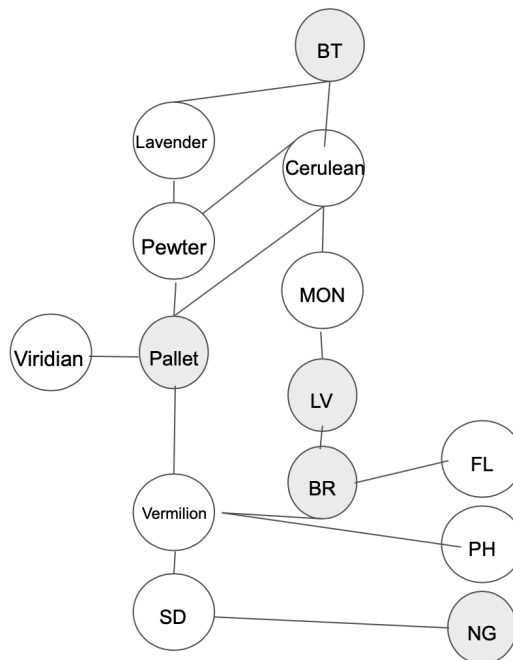 BT
Lavender
Cerulean
Pewter
MON
Viridian
Pallet
LV
FL
BR
Vermilion
PH
SD
NG